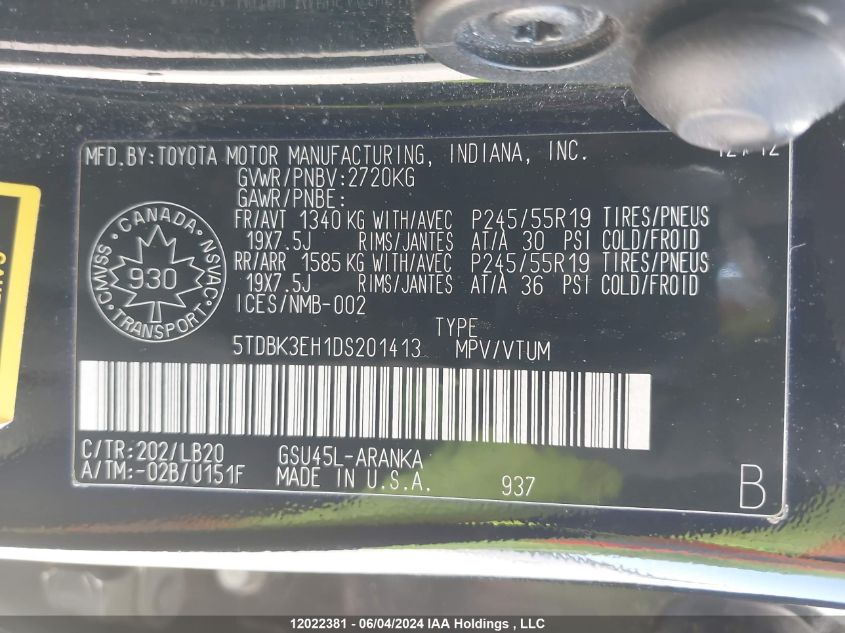 MFD.BY:TOYOTA MOTOR MANUFACTURING, INDIANA, INC. 12/12
GVWR/PNBV:2720KG
GAWR/PNBE:
FR/AVT 1340 KG WITH/AVEC P245/55R19 TIRES/PNEUS
19X7.5J RIMS/JANTES AT/A 30 PSI COLD/FROID
RR/ARR 1585 KG WITH/AVEC P245/55R19 TIRES/PNEUS
19X7.5J RIMS/JANTES AT/A 36 PSI COLD/FROID
ICES/NMB-002
CANADA
CMVSS 930 NSVAC
TRANSPORT
TYPE
5TDBK3EH1DS201413 MPV/VTUM
C/TR:202/LB20 GSU45L-ARANKA
A/TM:-02B/U151F MADE IN U.S.A. 937 B
12022381 - 06/04/2024 IAA Holdings , LLC